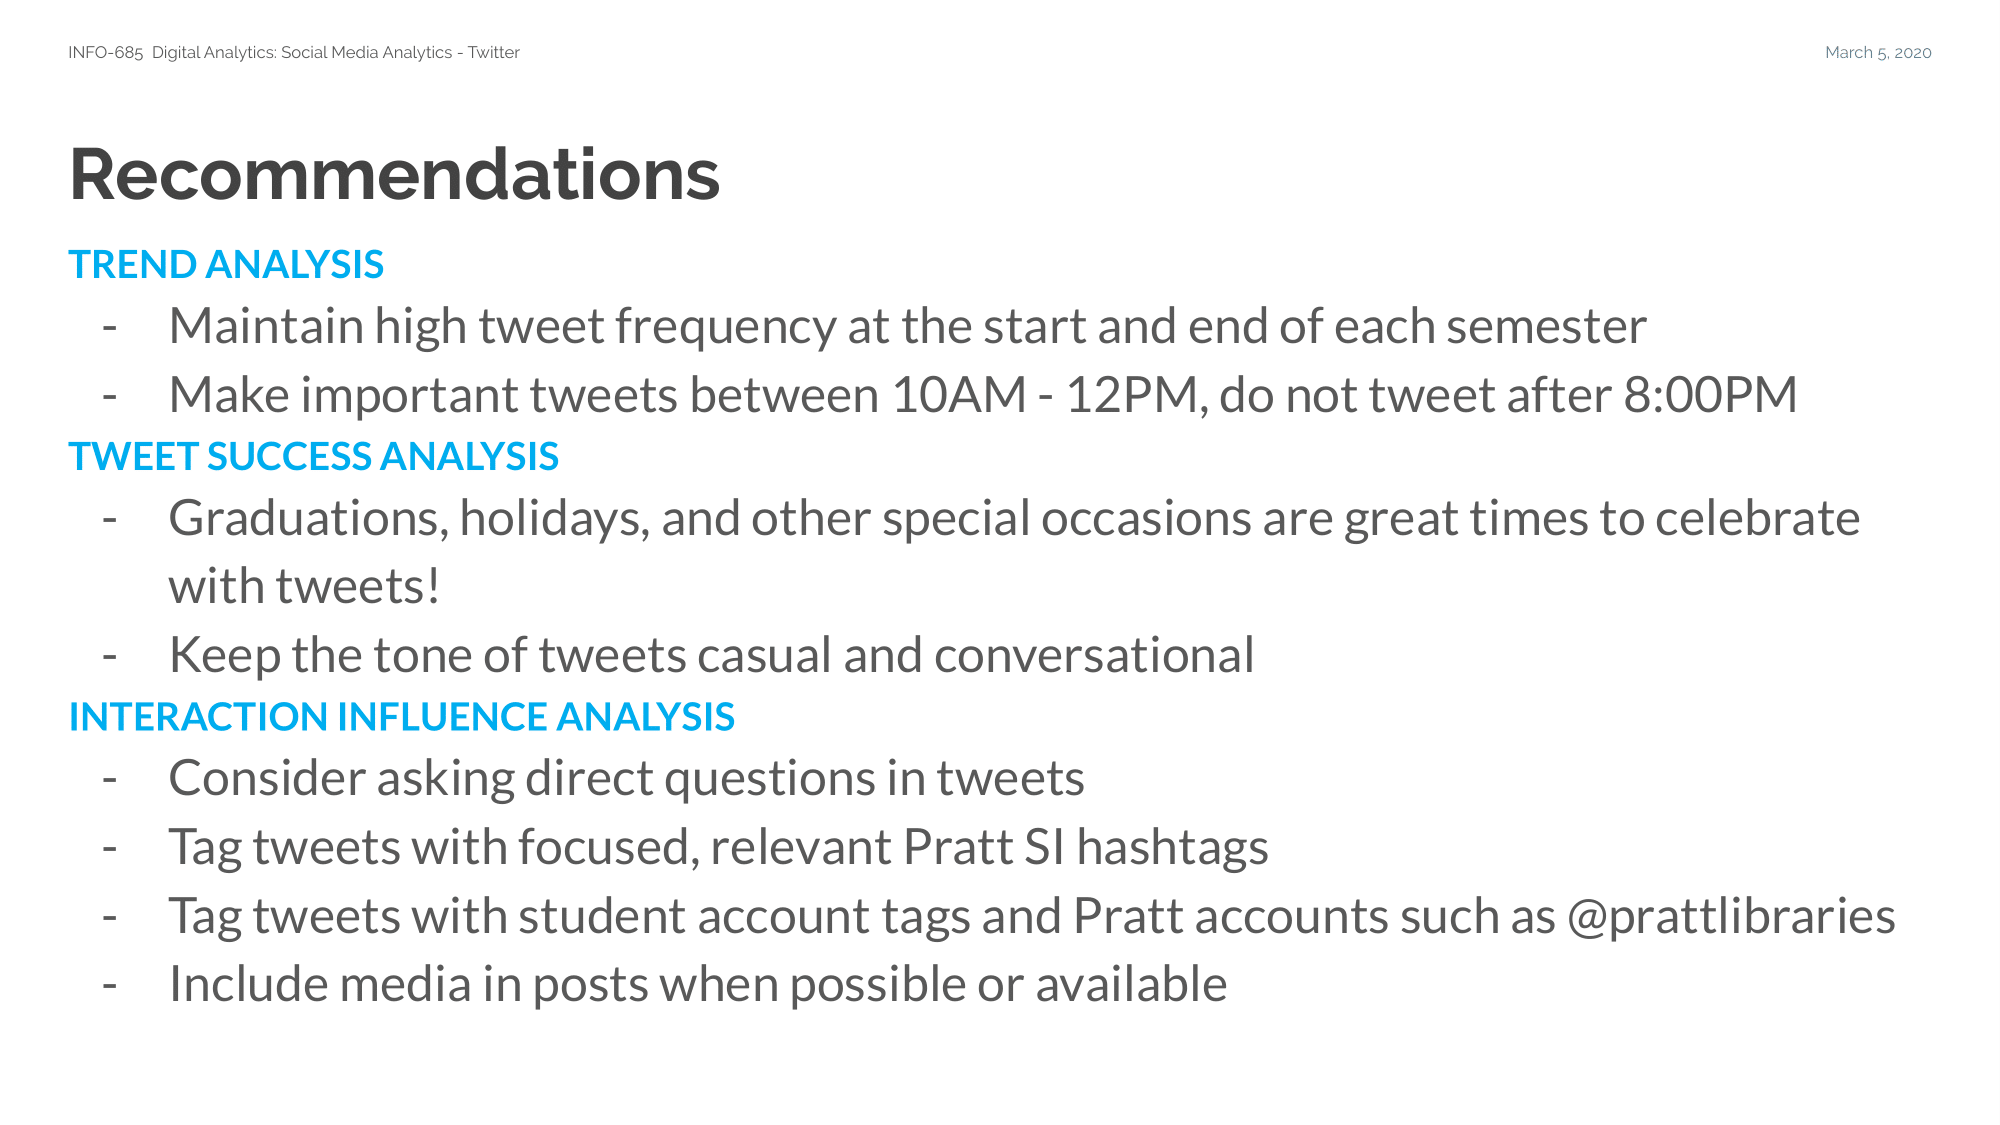 INFO-685 Digital Analytics: Social Media Analytics - Twitter
March 5, 2020
Recommendations
TREND ANALYSIS
- Maintain high tweet frequency at the start and end of each semester
- Make important tweets between 10AM - 12PM, do not tweet after 8:00PM
TWEET SUCCESS ANALYSIS
- Graduations, holidays, and other special occasions are great times to celebrate
with tweets!
- Keep the tone of tweets casual and conversational
INTERACTION INFLUENCE ANALYSIS
- Consider asking direct questions in tweets
- Tag tweets with focused, relevant Pratt SI hashtags
- Tag tweets with student account tags and Pratt accounts such as @prattlibraries
- Include media in posts when possible or available